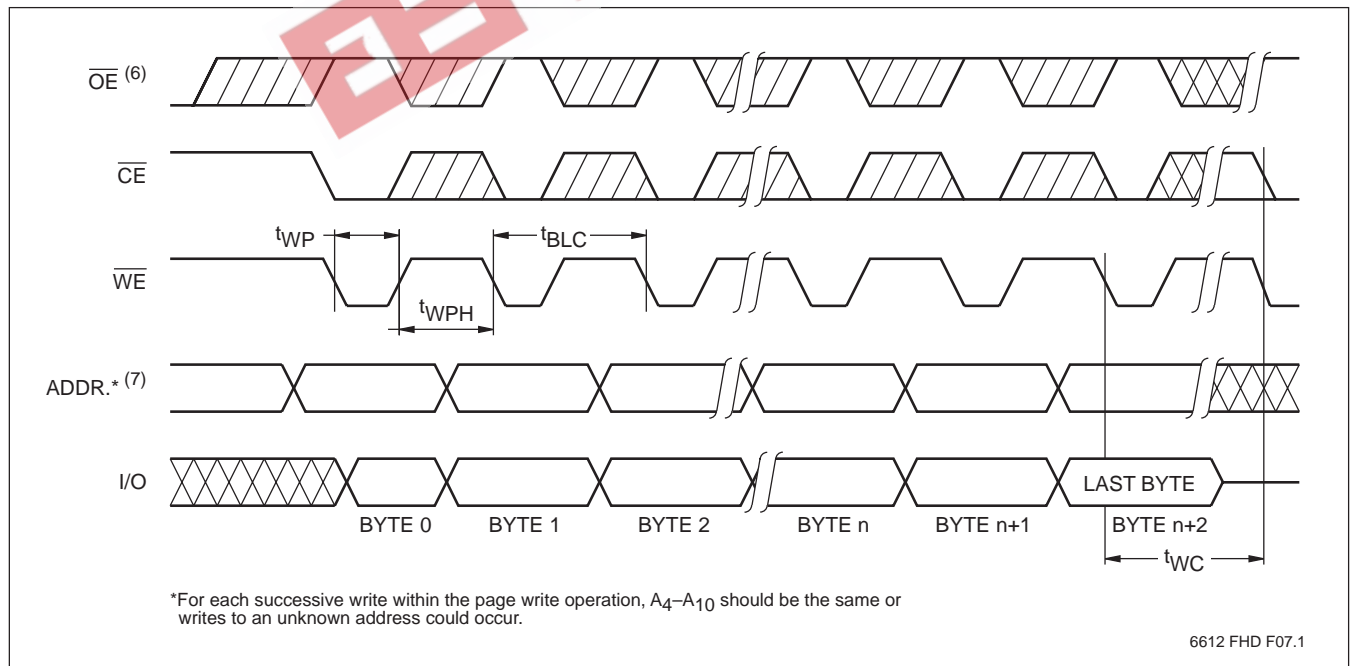 OE (6)
CE
tWP
tBLC
WE
tWPH
ADDR.* (7)
I/O
LAST BYTE
BYTE 0 BYTE 1 BYTE 2 BYTE n BYTE n+1 BYTE n+2
tWC
*For each successive write within the page write operation, A4–A10 should be the same or
writes to an unknown address could occur.
6612 FHD F07.1